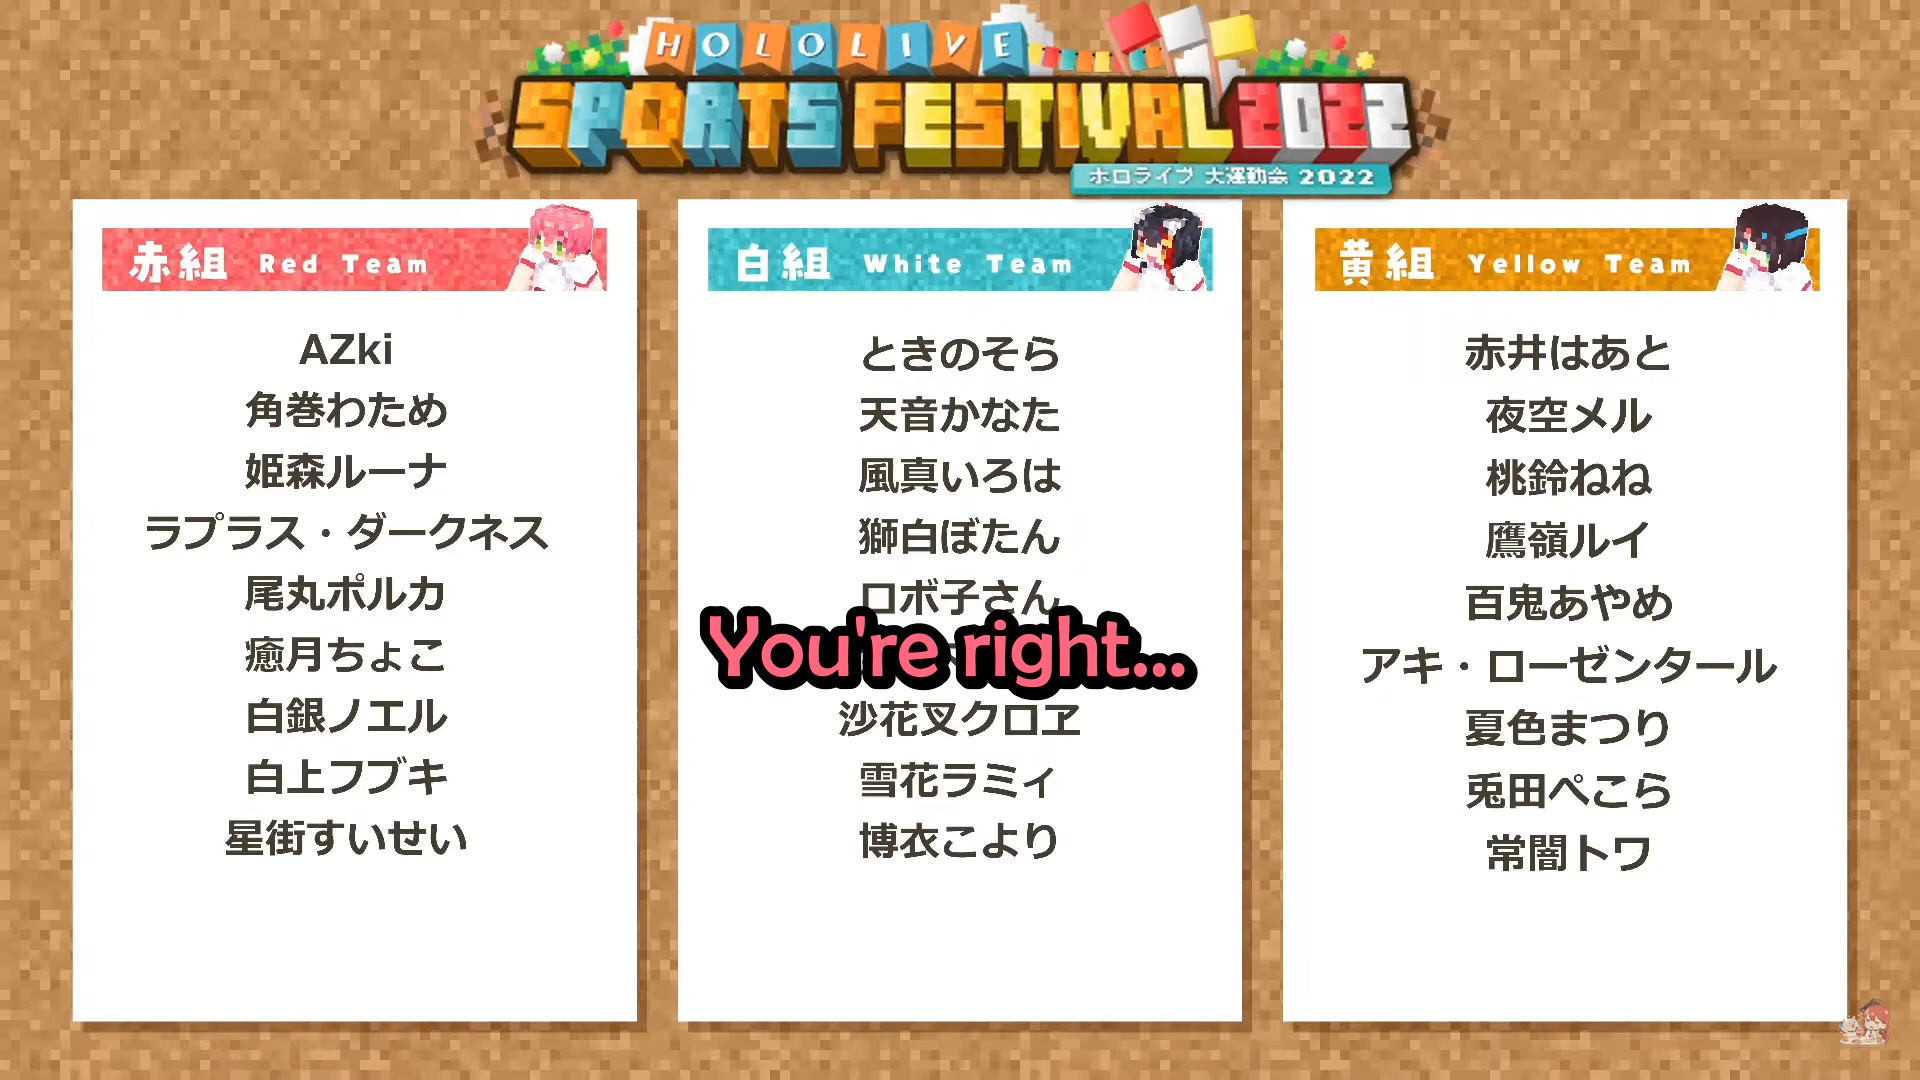 HOLOLIVE
SPORTS FESTIVAL 2022
ホロライブ 大運動会 2022
赤組 Red Team
AZki
角巻わため
姫森ルーナ
ラプラス・ダークネス
尾丸ポルカ
癒月ちょこ
白銀ノエル
白上フブキ
星街すいせい
白組 White Team
ときのそら
天音かなた
風真いろは
獅白ぼたん
ロボ子さん
You're right...
沙花叉クロヱ
雪花ラミィ
博衣こより
黄組 Yellow Team
赤井はあと
夜空メル
桃鈴ねね
鷹嶺ルイ
百鬼あやめ
アキ・ローゼンタール
夏色まつり
兎田ぺこら
常闇トワ